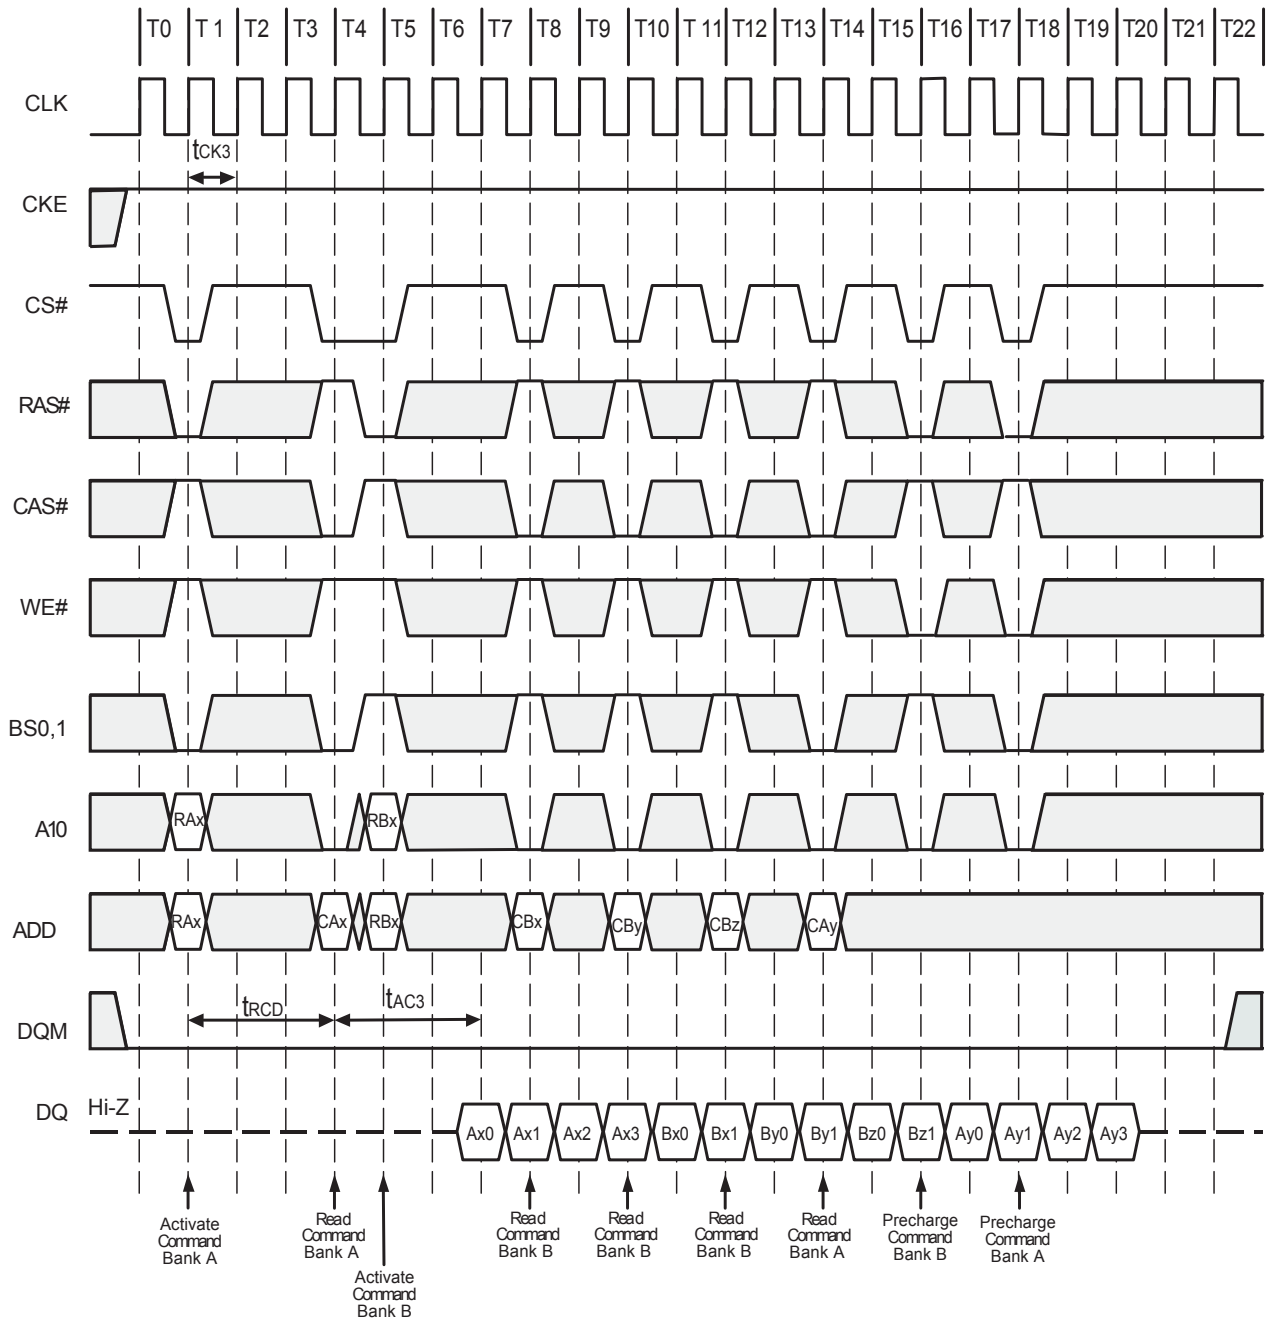 T0 T 1 T2 T3 T4 T5 T6 T7 T8 T9 T10 T 11 T12 T13 T14 T15 T16 T17 T18 T19 T20 T21 T22
CLK
tCK3
CKE
CS#
RAS#
CAS#
WE#
BS0,1
A10 RAx RBx
ADD RAx CAx RBx CBx CBy CBz CAy
DQM tRCD tAC3
DQ Hi-Z Ax0 Ax1 Ax2 Ax3 Bx0 Bx1 By0 By1 Bz0 Bz1 Ay0 Ay1 Ay2 Ay3
Activate
Command
Bank A
Read
Command
Bank A
Activate
Command
Bank B
Read
Command
Bank B
Read
Command
Bank B
Read
Command
Bank B
Read
Command
Bank A
Precharge
Command
Bank B
Precharge
Command
Bank A